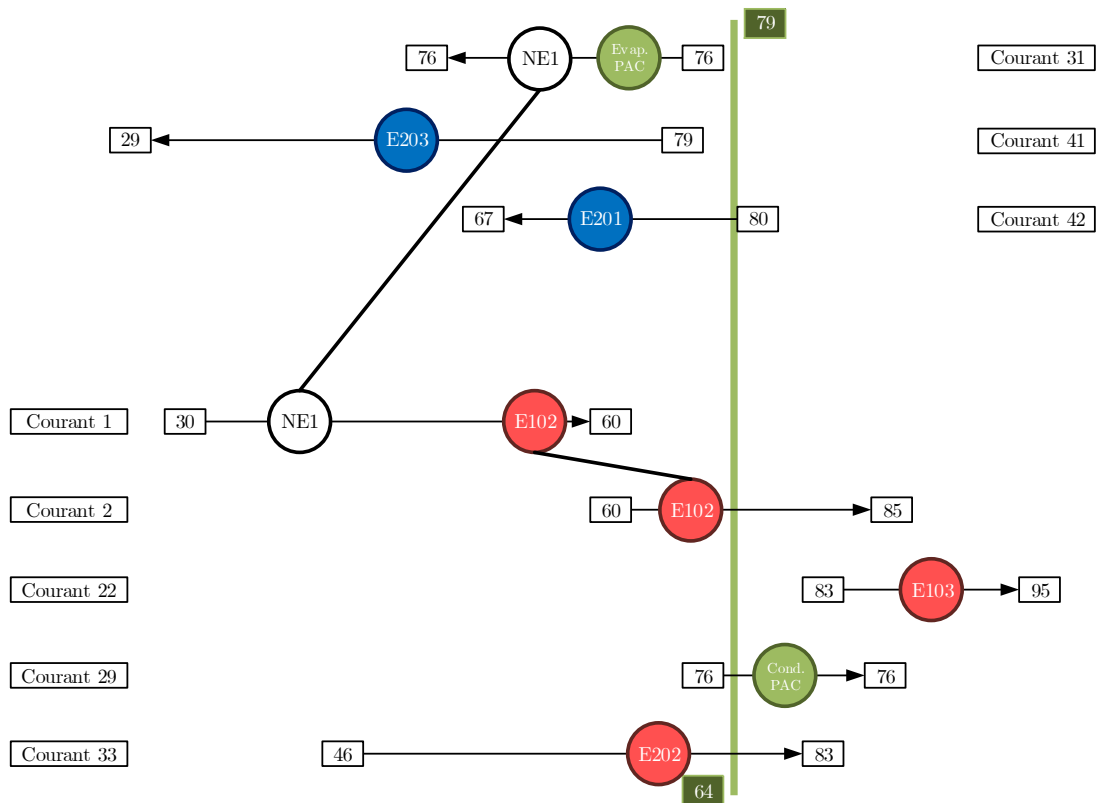 79
76
NE1
Evap.
PAC
76
Courant 31
29
E203
79
Courant 41
67
E201
80
Courant 42
Courant 1
30
NE1
E102
60
Courant 2
60
E102
85
Courant 22
83
E103
95
Courant 29
76
Cond.
PAC
76
Courant 33
46
E202
83
64